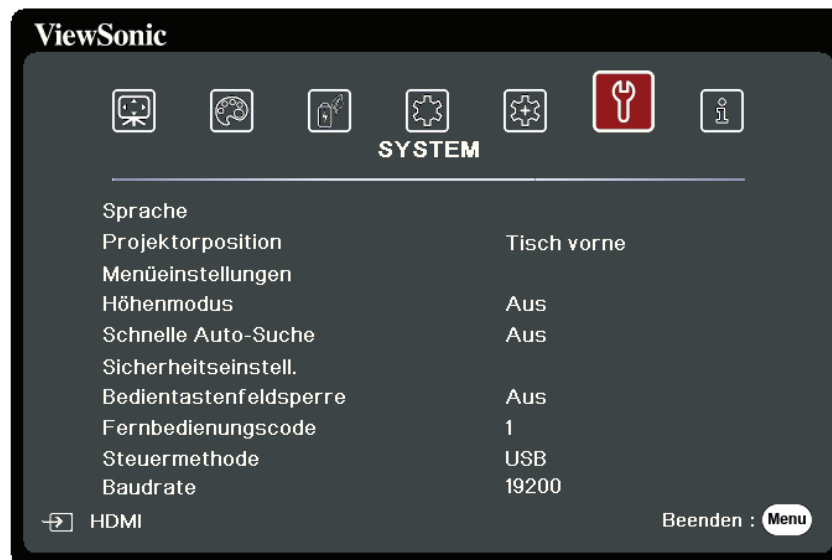 ViewSonic
SYSTEM
Sprache
Projektorposition Tisch vorne
Menüeinstellungen
Höhenmodus Aus
Schnelle Auto-Suche Aus
Sicherheitseinstell.
Bedientastenfeldsperre Aus
Fernbedienungscode 1
Steuermethode USB
Baudrate 19200
HDMI Beenden : Menu